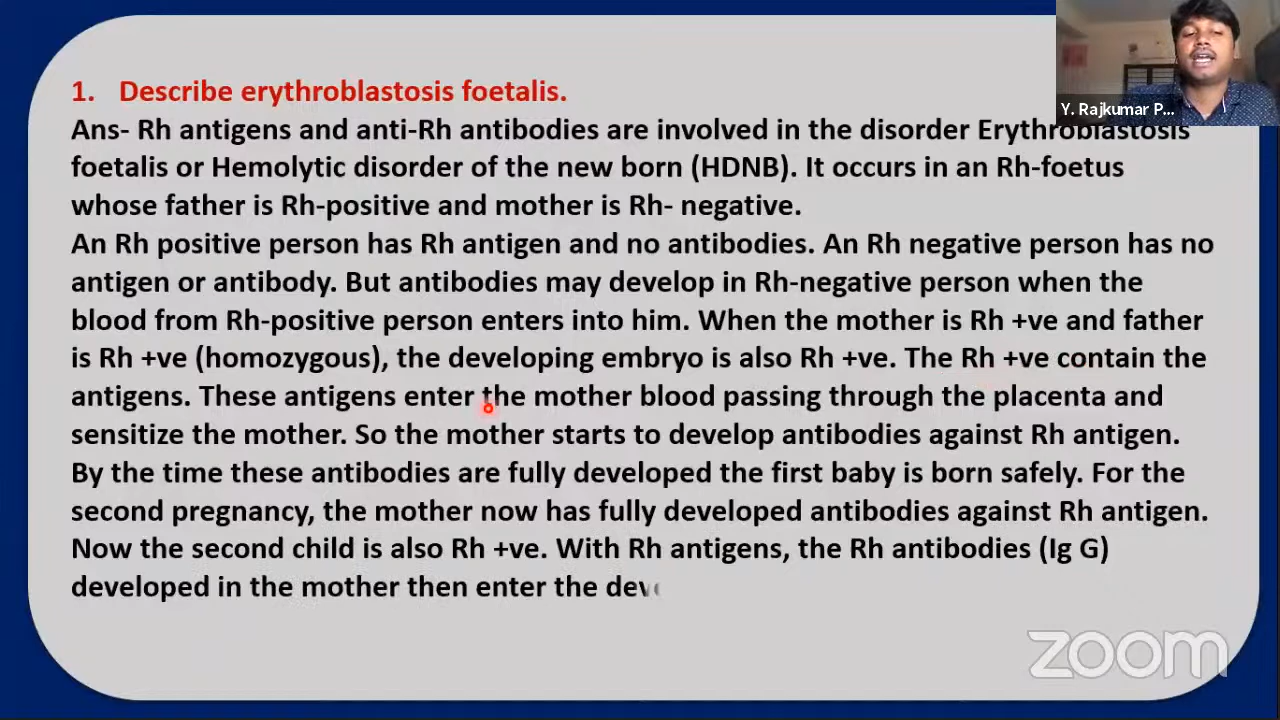 Y. Rajkumar P...
1. Describe erythroblastosis foetalis.
Ans- Rh antigens and anti-Rh antibodies are involved in the disorder Erythroblastosis
foetalis or Hemolytic disorder of the new born (HDNB). It occurs in an Rh-foetus
whose father is Rh-positive and mother is Rh- negative.
An Rh positive person has Rh antigen and no antibodies. An Rh negative person has no
antigen or antibody. But antibodies may develop in Rh-negative person when the
blood from Rh-positive person enters into him. When the mother is Rh +ve and father
is Rh +ve (homozygous), the developing embryo is also Rh +ve. The Rh +ve contain the
antigens. These antigens enter the mother blood passing through the placenta and
sensitize the mother. So the mother starts to develop antibodies against Rh antigen.
By the time these antibodies are fully developed the first baby is born safely. For the
second pregnancy, the mother now has fully developed antibodies against Rh antigen.
Now the second child is also Rh +ve. With Rh antigens, the Rh antibodies (Ig G)
developed in the mother then enter the
zoom